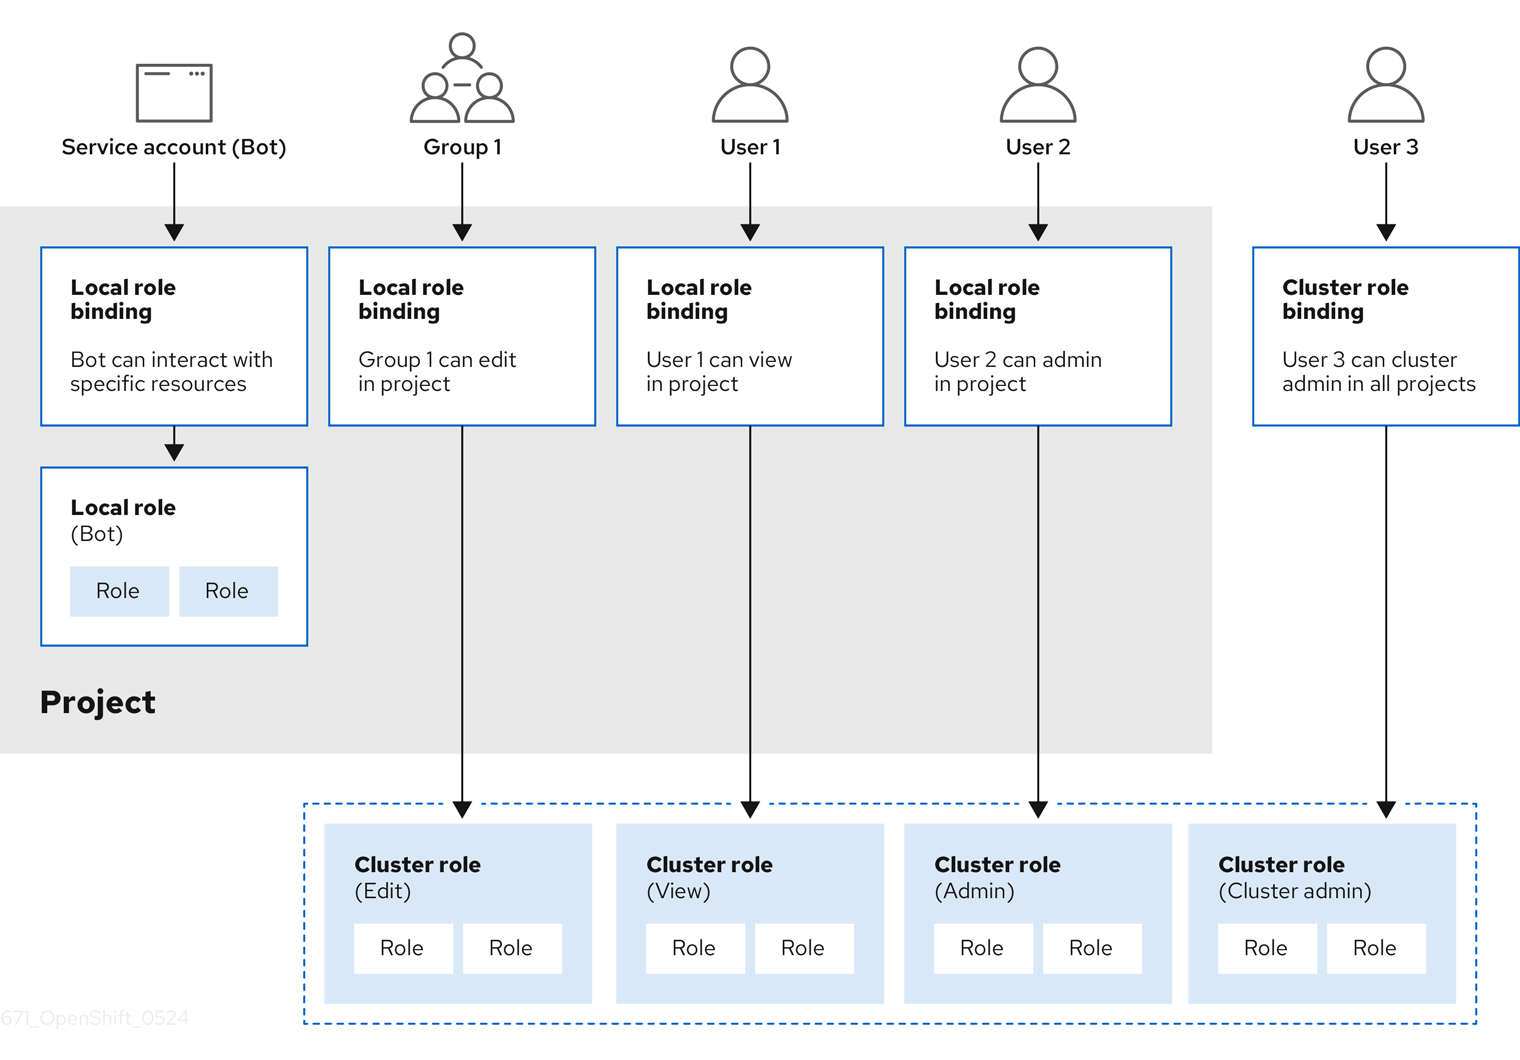 Service account (Bot)
Group 1
User 1
User 2
User 3
Local role
binding
Bot can interact with
specific resources
Local role
binding
Group 1 can edit
in project
Local role
binding
User 1 can view
in project
Local role
binding
User 2 can admin
in project
Cluster role
binding
User 3 can cluster
admin in all projects
Local role
(Bot)
Role
Role
Project
Cluster role
(Edit)
Role
Role
Cluster role
(View)
Role
Role
Cluster role
(Admin)
Role
Role
Cluster role
(Cluster admin)
Role
Role
671_OpenShift_0524